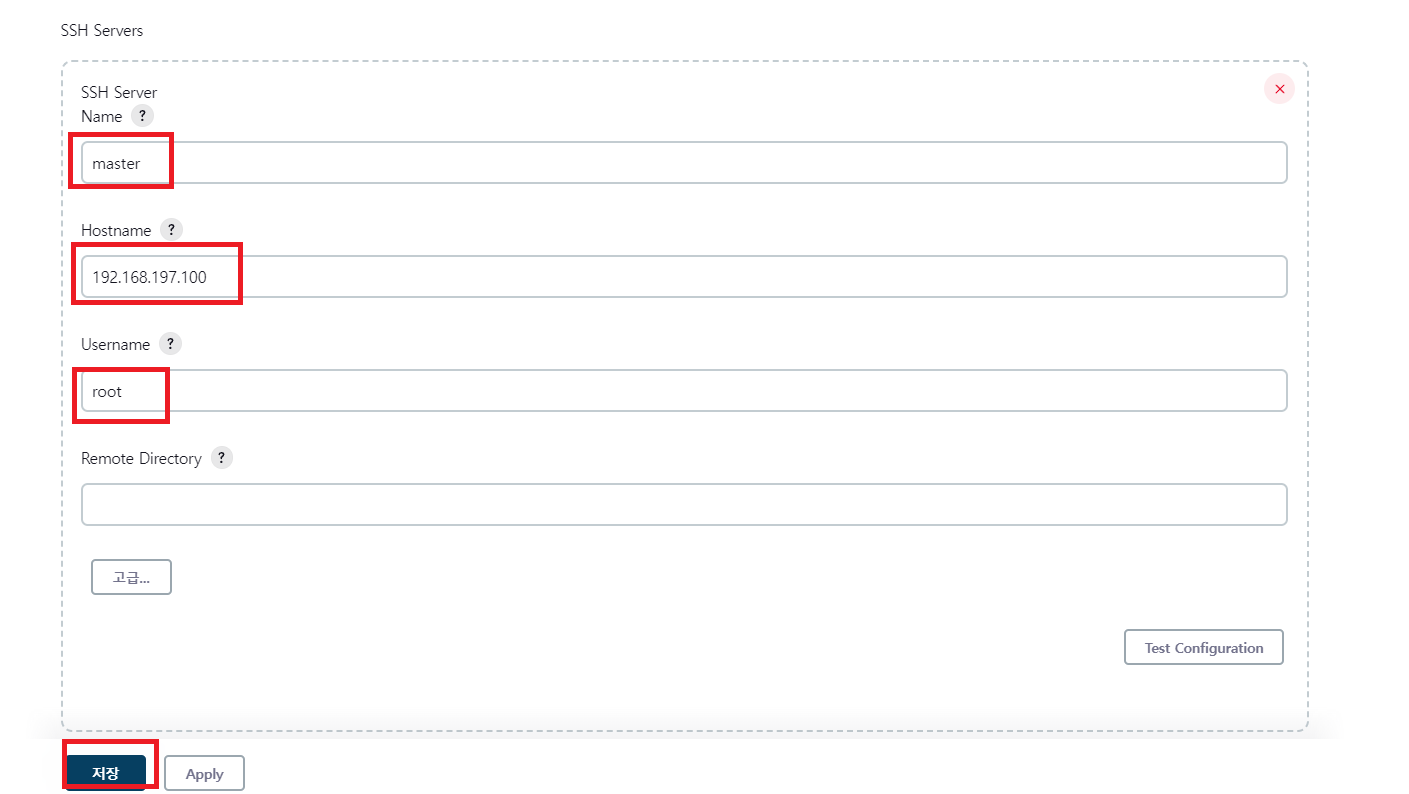 SSH Servers
SSH Server
Name ?
master
Hostname ?
192.168.197.100
Username ?
root
Remote Directory ?
고급...
Test Configuration
저장 Apply